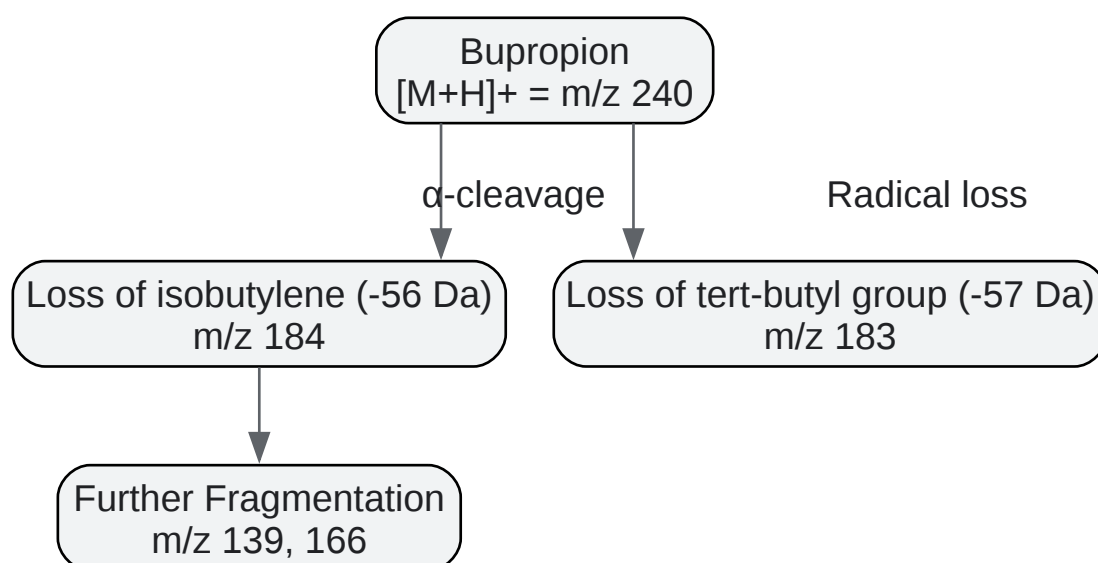 Bupropion
[M+H]+ = m/z 240
α-cleavage
Radical loss
Loss of isobutylene (-56 Da)
m/z 184
Loss of tert-butyl group (-57 Da)
m/z 183
Further Fragmentation
m/z 139, 166